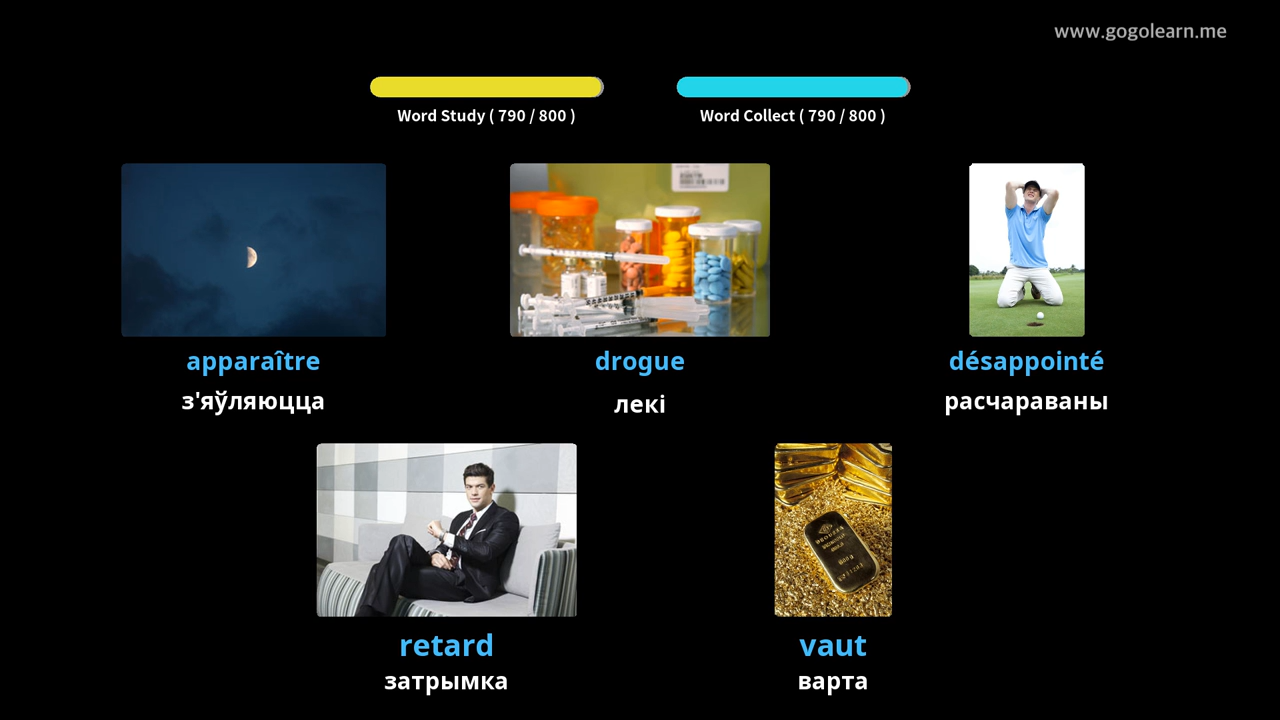 www.gogolearn.me
Word Study ( 790 / 800 )
Word Collect ( 790 / 800 )
apparaître
drogue
désappointé
з'яўляюцца
лекі
расчараваны
retard
vaut
затрымка
варта